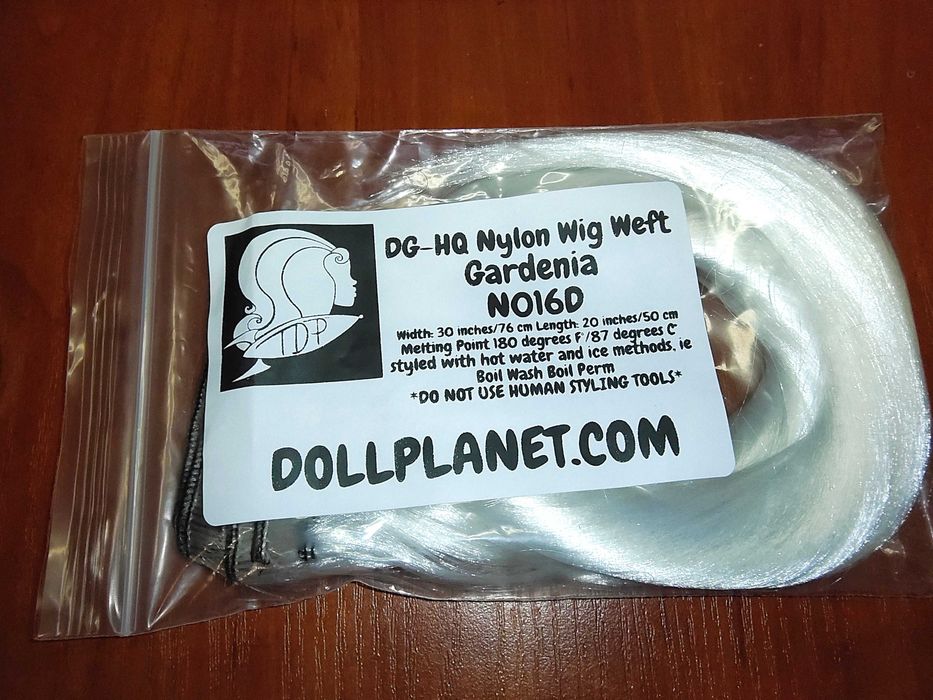 TDP
DG-HQ Nylon Wig Weft
Gardenia
NO16D
Width: 30 inches/76 cm Length: 20 inches/50 cm
Melting Point 180 degrees F /87 degrees C
styled with hot water and ice methods, ie
Boil Wash Boil Perm
*DO NOT USE HUMAN STYLING TOOLS*
DOLLPLANET.COM